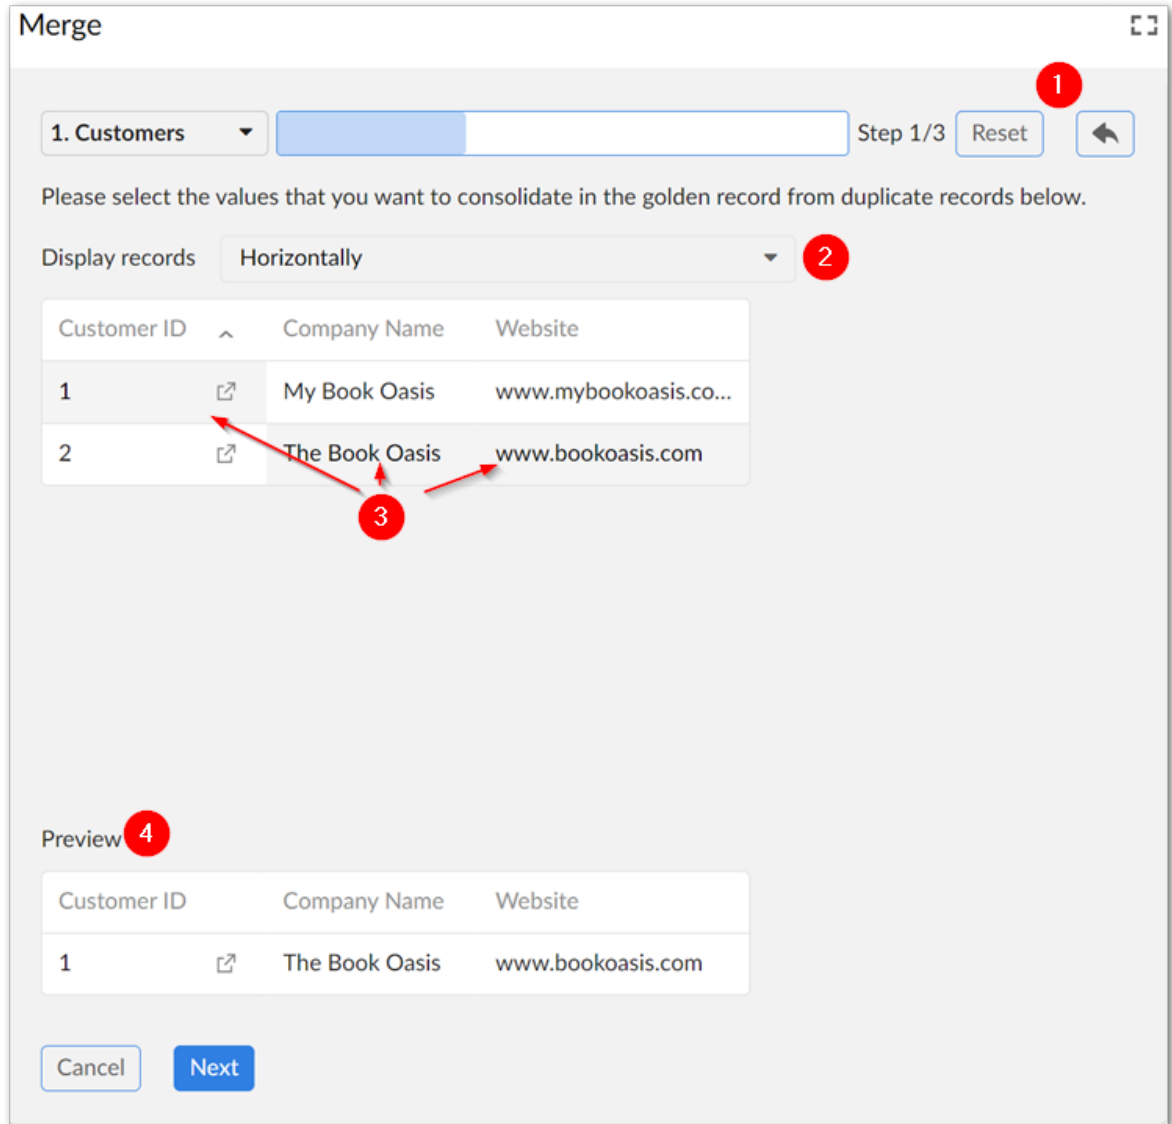 Merge
1
1. Customers Step 1/3 Reset
Please select the values that you want to consolidate in the golden record from duplicate records below.
Display records Horizontally 2
Customer ID Company Name Website
1 My Book Oasis www.mybookoasis.co...
2 The Book Oasis www.bookoasis.com
3
Preview 4
Customer ID Company Name Website
1 The Book Oasis www.bookoasis.com
Cancel Next